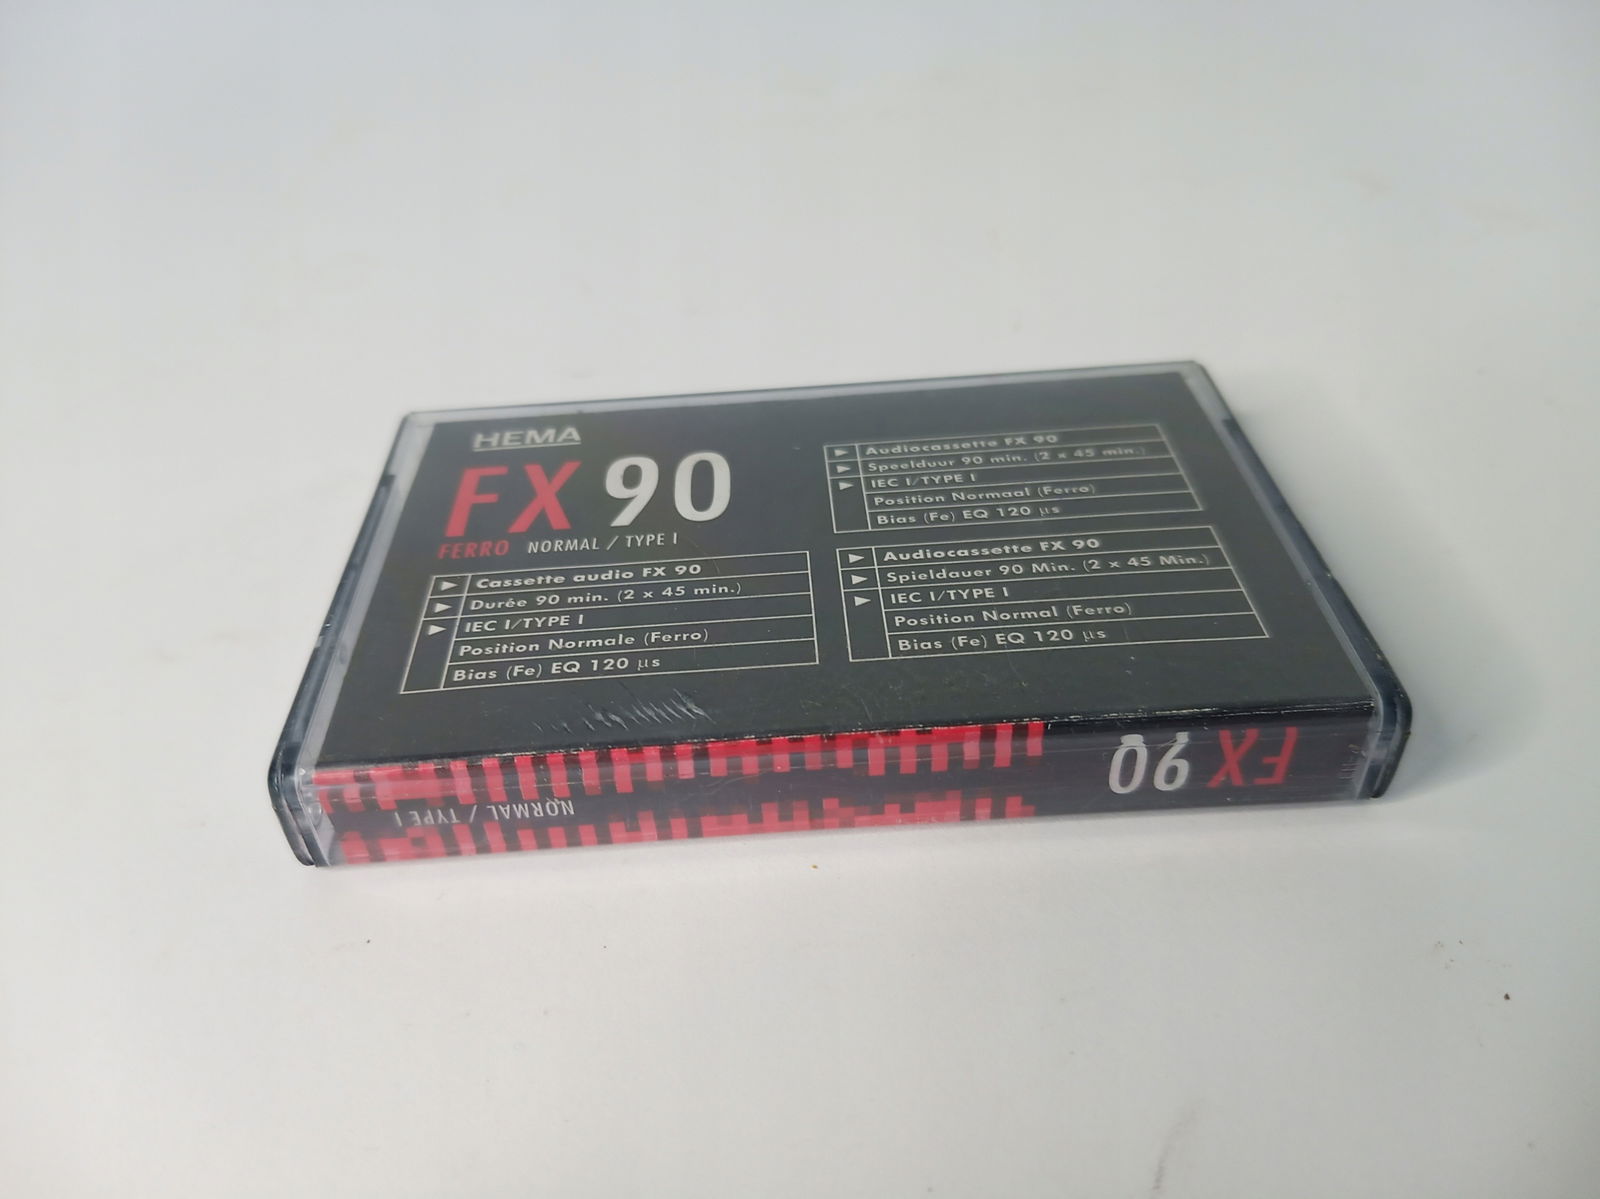 HEMA
FX 90
FERRO NORMAL / TYPE I
Cassette audio FX 90
Durée 90 min. (2 x 45 min.)
IEC I/TYPE I
Position Normale (Ferro)
Bias (Fe) EQ 120 µs
Audiocassette FX 90
Speelduur 90 min. (2 x 45 min.)
IEC I/TYPE I
Position Normaal (Ferro)
Bias (Fe) EQ 120 µs
Audiocassette FX 90
Spieldauer 90 Min. (2 x 45 Min.)
IEC I/TYPE I
Position Normal (Ferro)
Bias (Fe) EQ 120 µs
FX 90
NORMAL / TYPE I